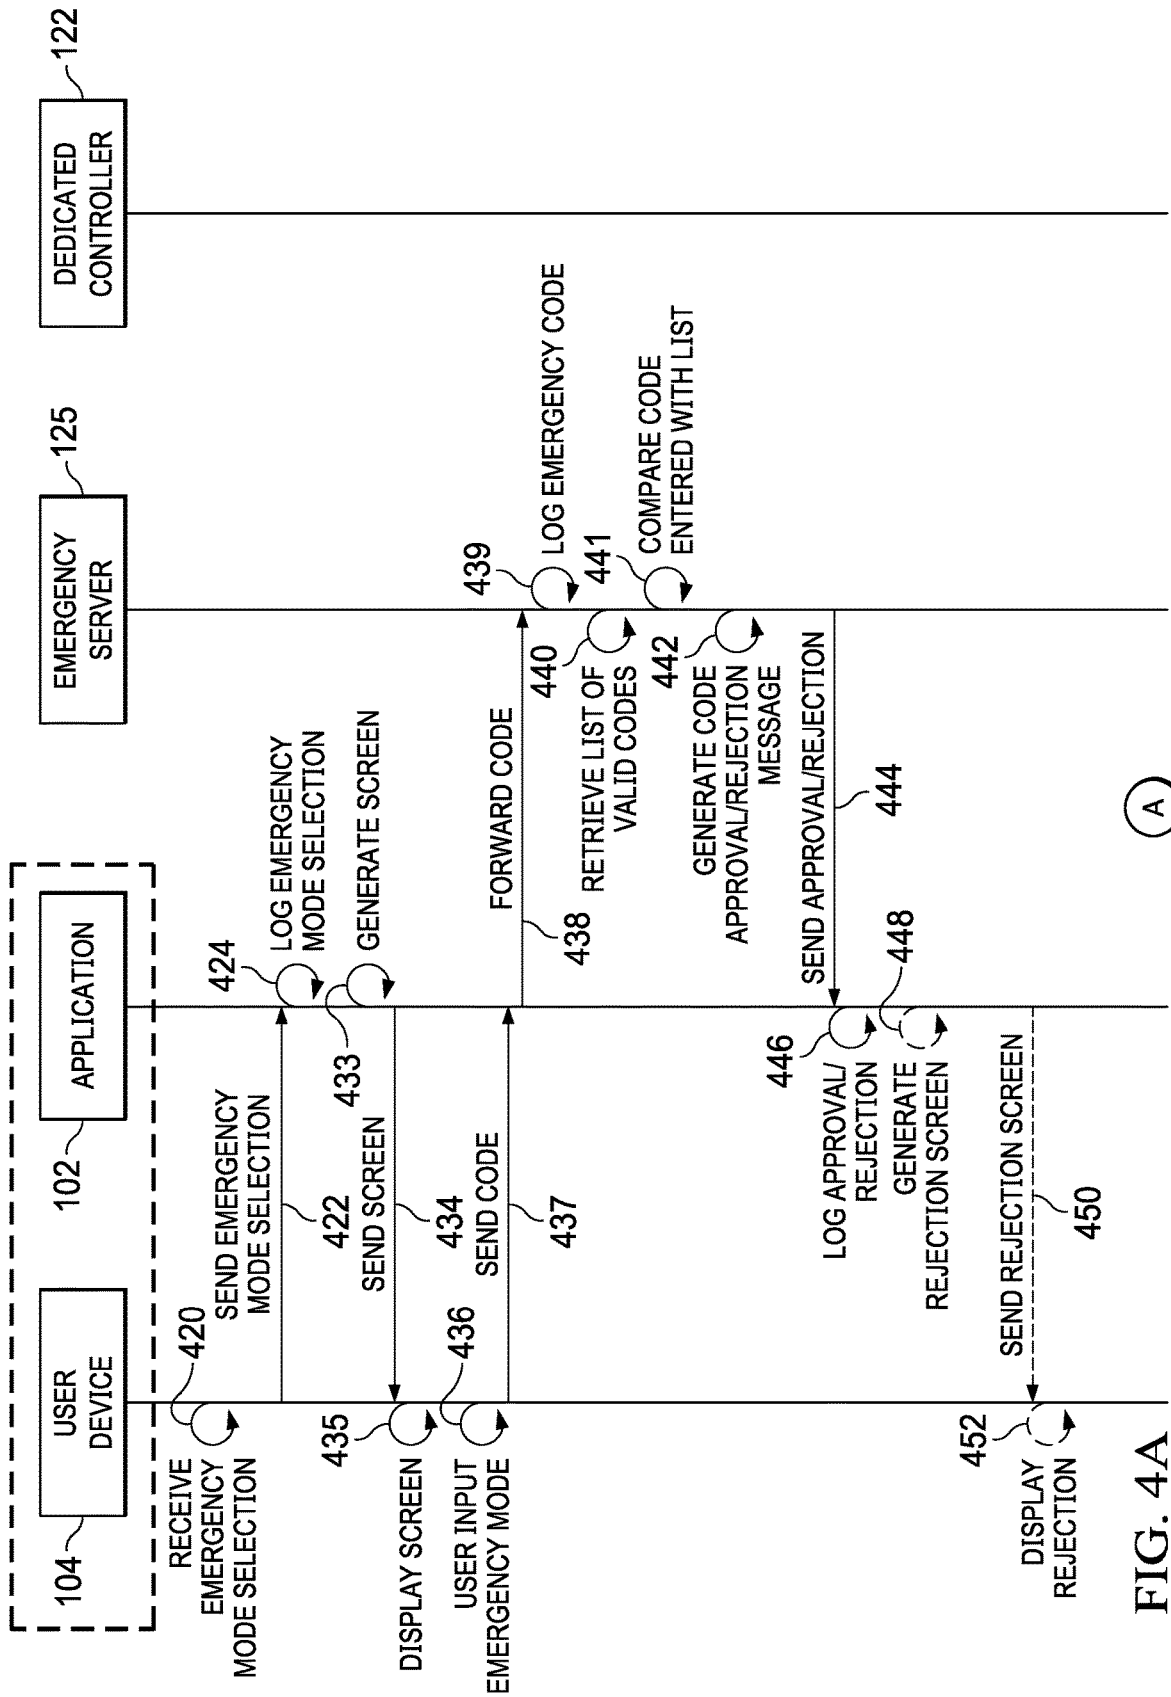 104
USER
DEVICE
102
APPLICATION
EMERGENCY
SERVER
125
DEDICATED
CONTROLLER
122
RECEIVE
EMERGENCY
MODE SELECTION
420
SEND EMERGENCY
MODE SELECTION
422
424
LOG EMERGENCY
MODE SELECTION
433
GENERATE SCREEN
SEND SCREEN
434
435
DISPLAY SCREEN
436
USER INPUT
EMERGENCY MODE
SEND CODE
437
FORWARD CODE
438
439
LOG EMERGENCY CODE
440
RETRIEVE LIST OF
VALID CODES
441
COMPARE CODE
ENTERED WITH LIST
442
GENERATE CODE
APPROVAL/REJECTION
MESSAGE
SEND APPROVAL/REJECTION
444
446
LOG APPROVAL/
REJECTION
448
GENERATE
REJECTION SCREEN
SEND REJECTION SCREEN
450
452
DISPLAY
REJECTION
A
FIG. 4A